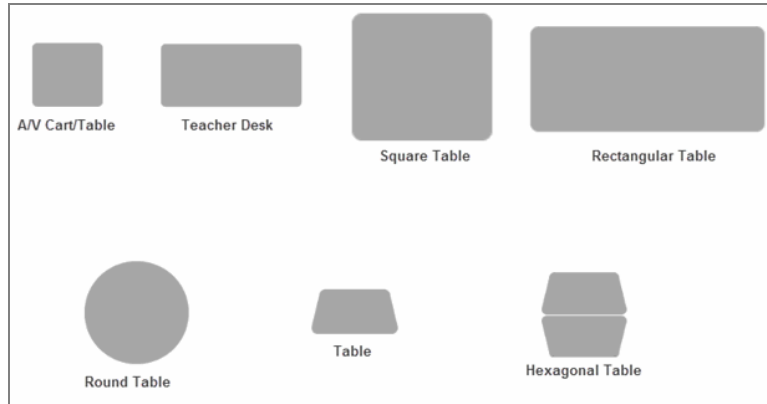 A/V Cart/Table
Teacher Desk
Square Table
Rectangular Table
Round Table
Table
Hexagonal Table